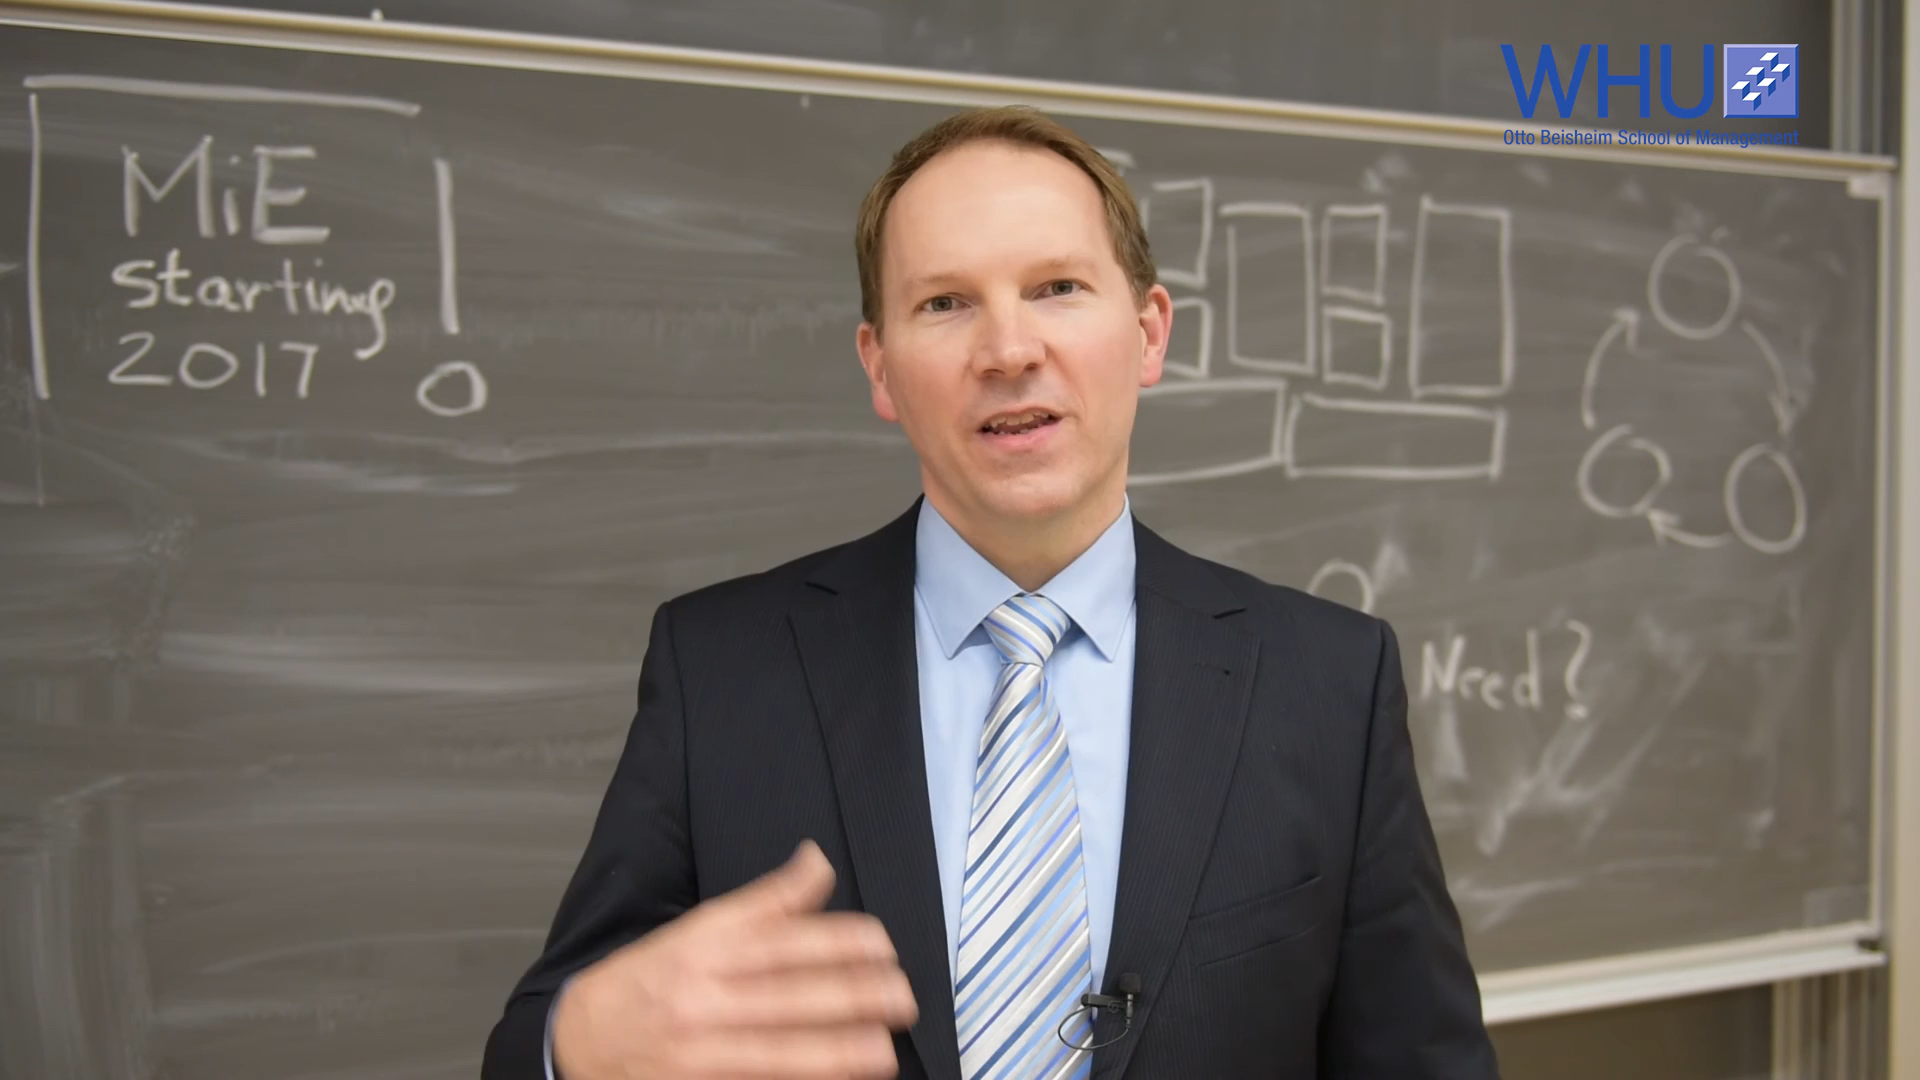 WHU
Otto Beisheim School of Management
MiE
starting
2017
!
Need?